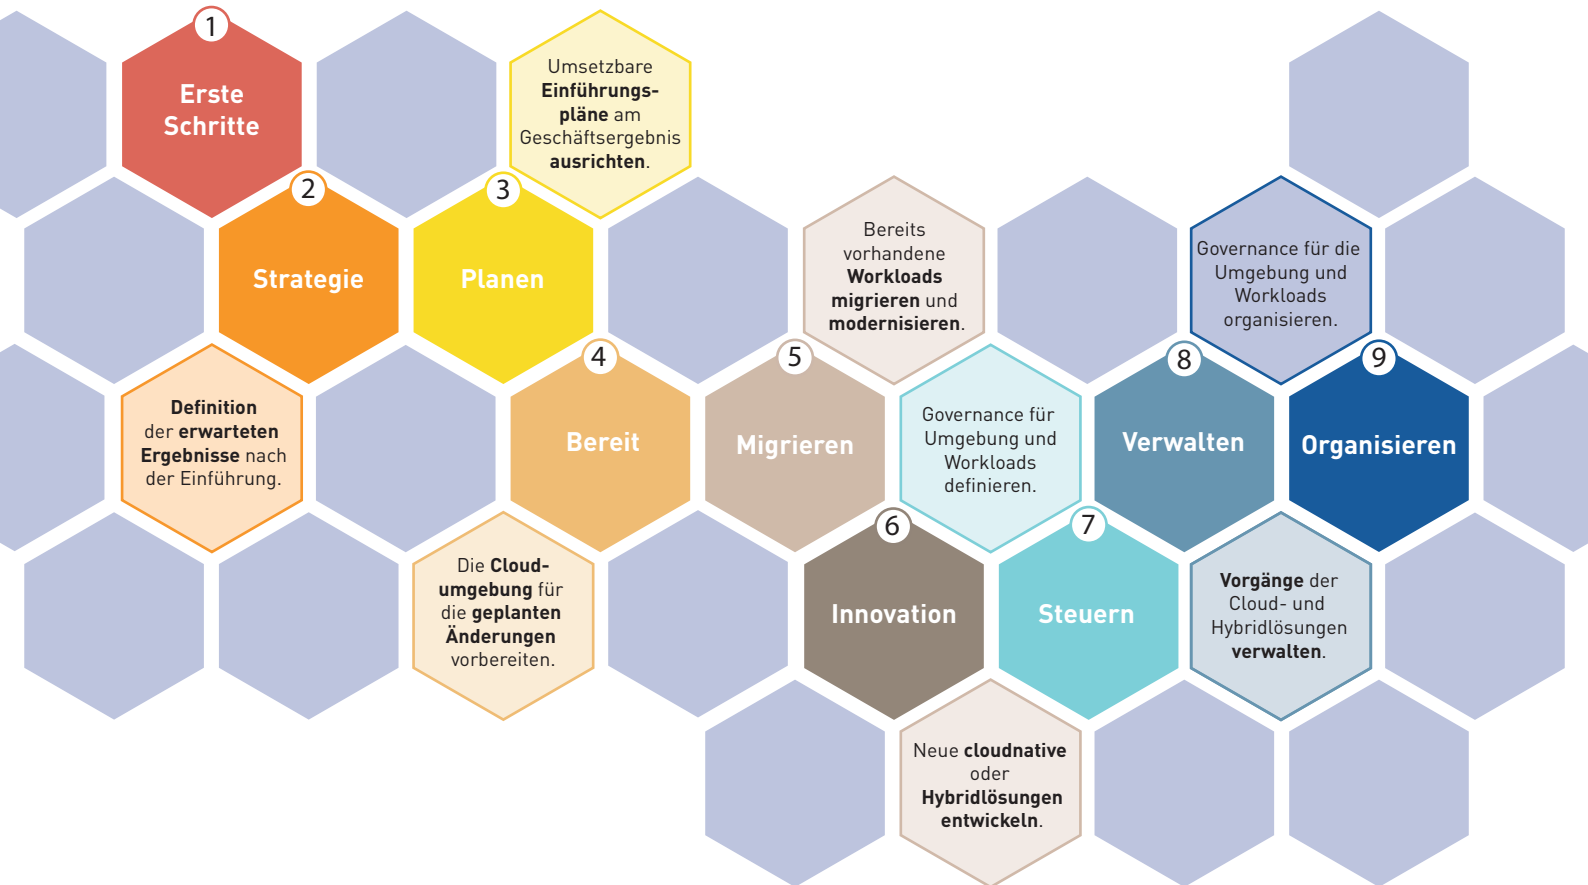 1
Erste
Schritte
2
Strategie
Definition
der erwarteten
Ergebnisse nach
der Einführung.
3
Planen
Umsetzbare
Einführungs-
pläne am
Geschäftsergebnis
ausrichten.
4
Bereit
Die Cloud-
umgebung für
die geplanten
Änderungen
vorbereiten.
5
Migrieren
Bereits
vorhandene
Workloads
migrieren und
modernisieren.
6
Innovation
Neue cloudnative
oder
Hybridlösungen
entwickeln.
7
Steuern
Governance für
Umgebung und
Workloads
definieren.
8
Verwalten
Vorgänge der
Cloud- und
Hybridlösungen
verwalten.
9
Organisieren
Governance für die
Umgebung und
Workloads
organisieren.